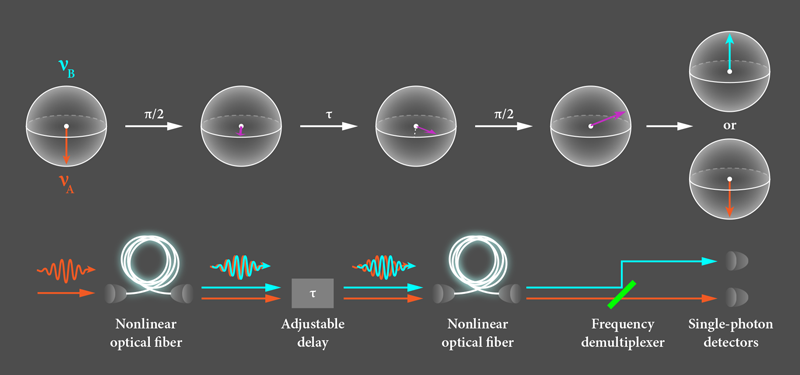 νB
π/2
τ
π/2
or
νA
τ
Nonlinear
optical fiber
Adjustable
delay
Nonlinear
optical fiber
Frequency
demultiplexer
Single-photon
detectors